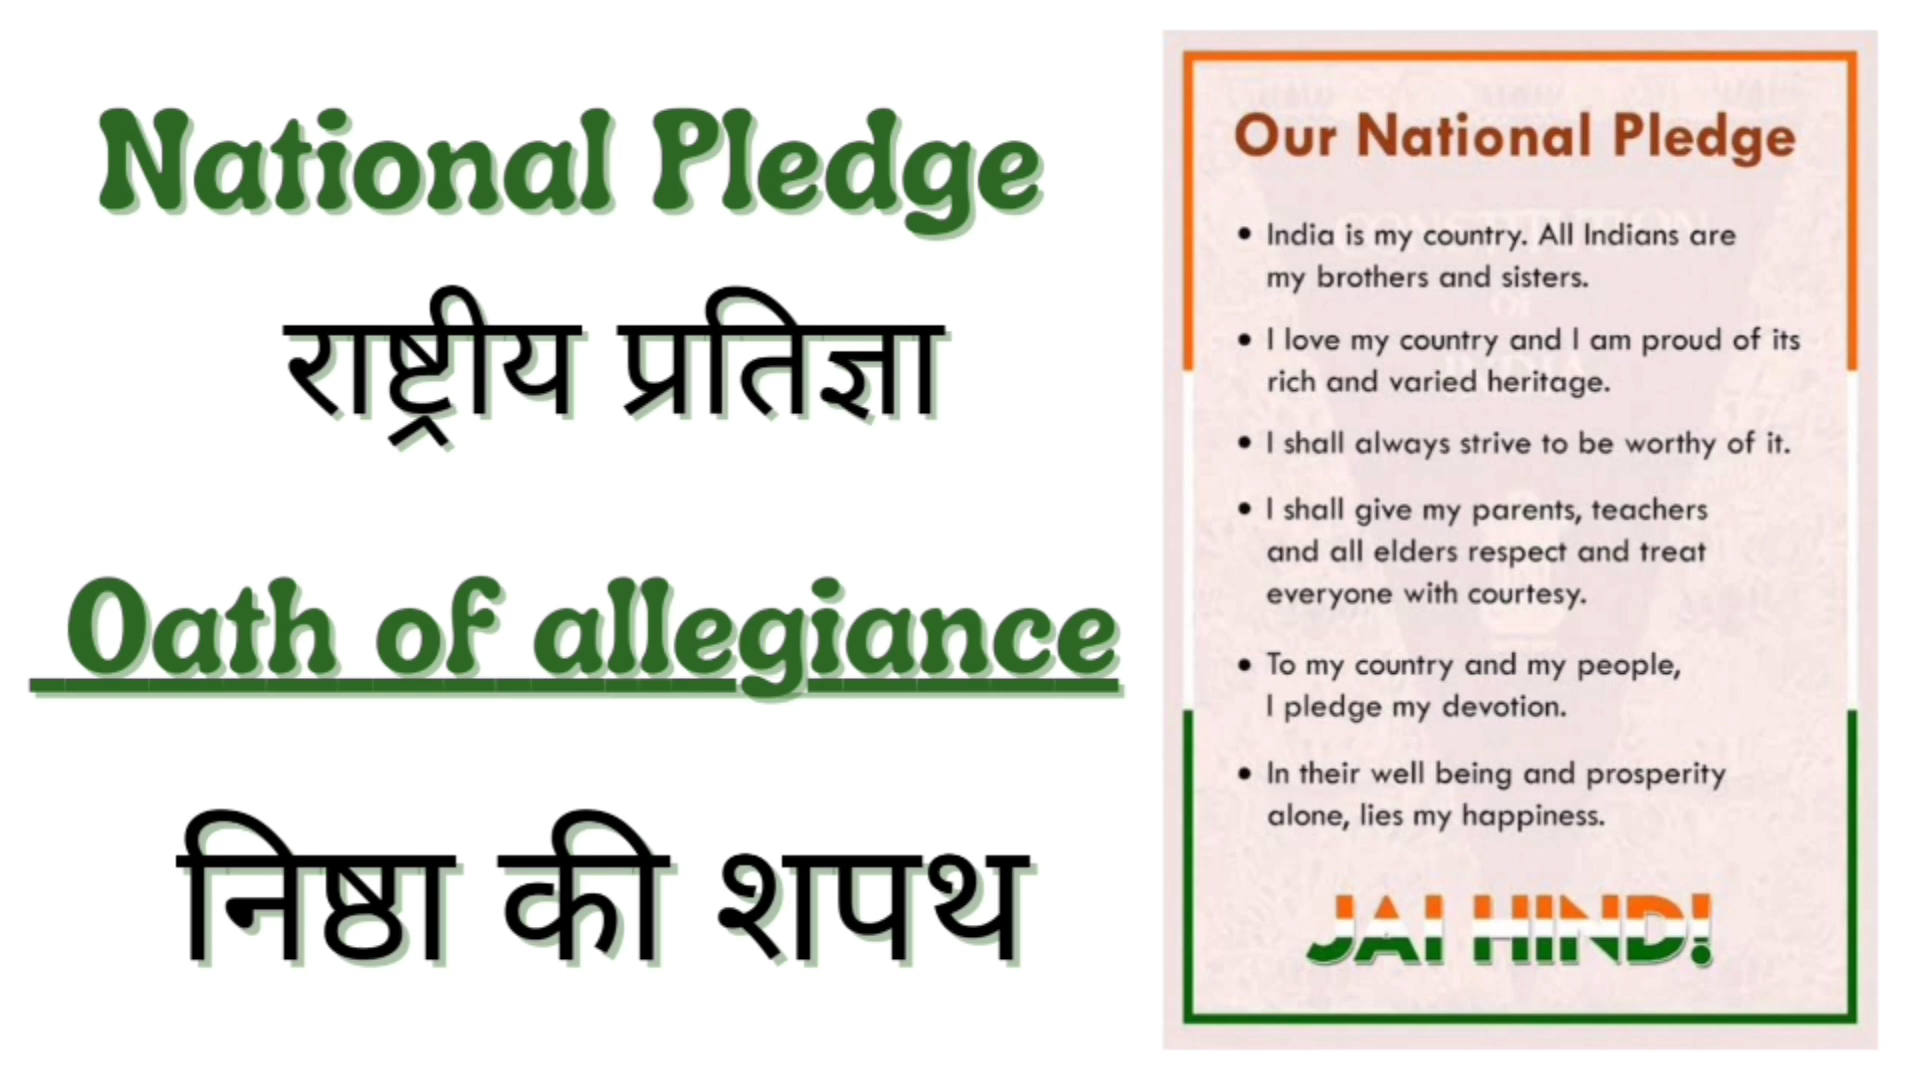 National Pledge
राष्ट्रीय प्रतिज्ञा
Oath of allegiance
निष्ठा की शपथ
Our National Pledge
• India is my country. All Indians are
my brothers and sisters.
• I love my country and I am proud of its
rich and varied heritage.
• I shall always strive to be worthy of it.
• I shall give my parents, teachers
and all elders respect and treat
everyone with courtesy.
• To my country and my people,
I pledge my devotion.
• In their well being and prosperity
alone, lies my happiness.
JAI HIND!